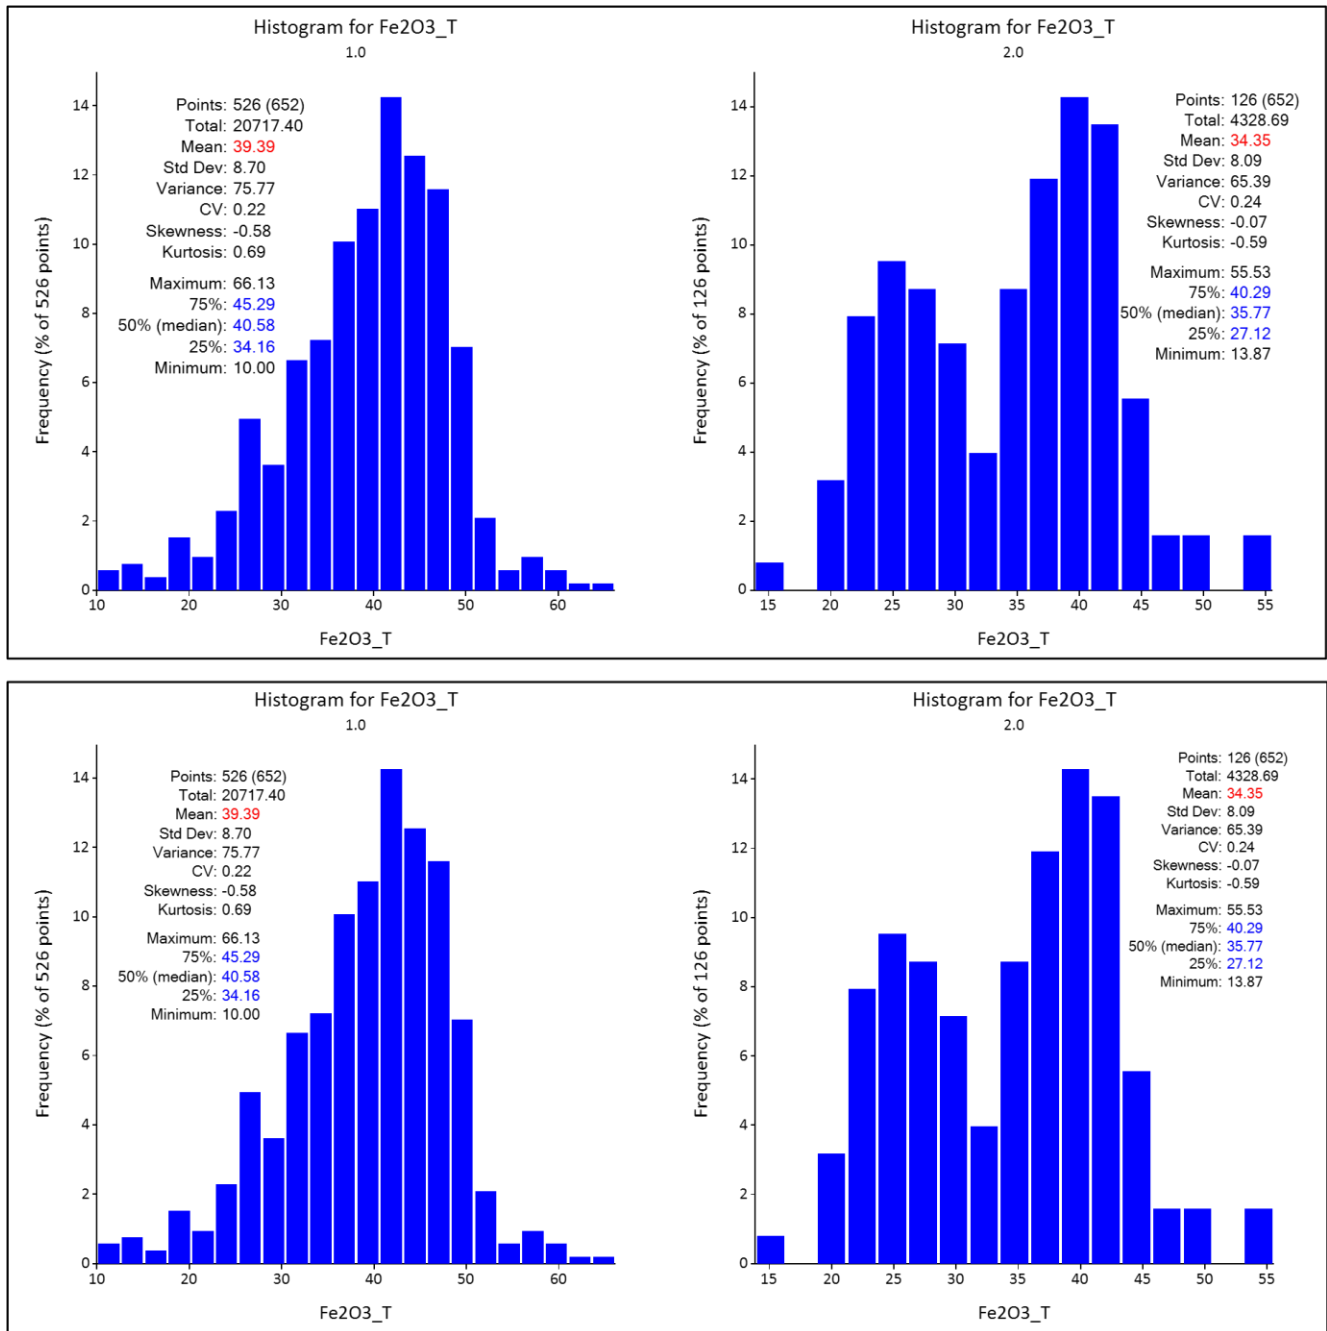 Histogram for Fe2O3_T
1.0
Points: 526 (652)
Total: 20717.40
Mean: 39.39
Std Dev: 8.70
Variance: 75.77
CV: 0.22
Skewness: -0.58
Kurtosis: 0.69
Maximum: 66.13
75%: 45.29
50% (median): 40.58
25%: 34.16
Minimum: 10.00
Frequency (% of 526 points)
14
12
10
8
6
4
2
0
10 20 30 40 50 60
Fe2O3_T
Histogram for Fe2O3_T
2.0
Points: 126 (652)
Total: 4328.69
Mean: 34.35
Std Dev: 8.09
Variance: 65.39
CV: 0.24
Skewness: -0.07
Kurtosis: -0.59
Maximum: 55.53
75%: 40.29
50% (median): 35.77
25%: 27.12
Minimum: 13.87
Frequency (% of 126 points)
14
12
10
8
6
4
2
0
15 20 25 30 35 40 45 50 55
Fe2O3_T
Histogram for Fe2O3_T
1.0
Points: 526 (652)
Total: 20717.40
Mean: 39.39
Std Dev: 8.70
Variance: 75.77
CV: 0.22
Skewness: -0.58
Kurtosis: 0.69
Maximum: 66.13
75%: 45.29
50% (median): 40.58
25%: 34.16
Minimum: 10.00
Frequency (% of 526 points)
14
12
10
8
6
4
2
0
10 20 30 40 50 60
Fe2O3_T
Histogram for Fe2O3_T
2.0
Points: 126 (652)
Total: 4328.69
Mean: 34.35
Std Dev: 8.09
Variance: 65.39
CV: 0.24
Skewness: -0.07
Kurtosis: -0.59
Maximum: 55.53
75%: 40.29
50% (median): 35.77
25%: 27.12
Minimum: 13.87
Frequency (% of 126 points)
14
12
10
8
6
4
2
0
15 20 25 30 35 40 45 50 55
Fe2O3_T